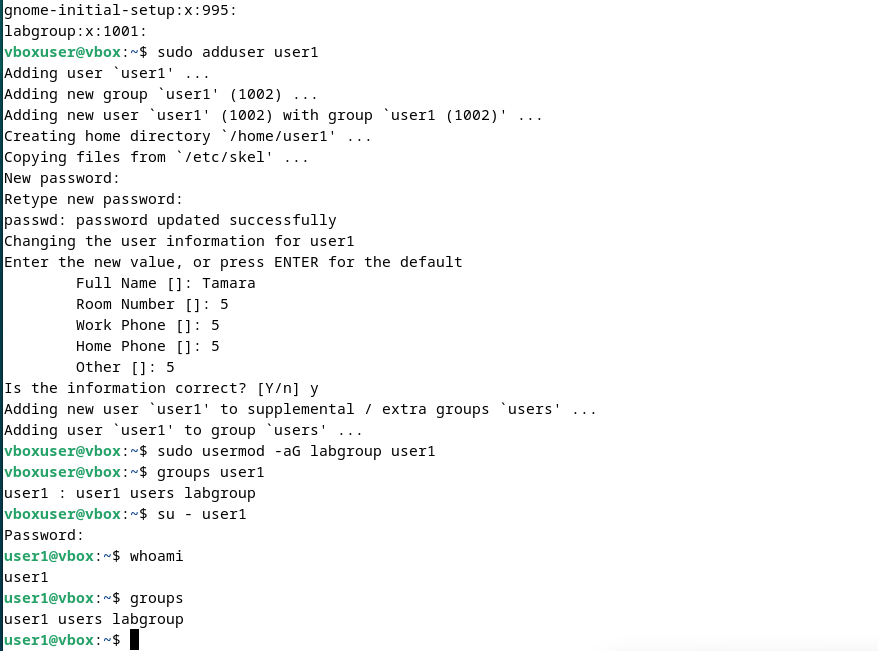 gnome-initial-setup:x:995:
labgroup:x:1001:
vboxuser@vbox:~$ sudo adduser user1
Adding user `user1' ...
Adding new group `user1' (1002) ...
Adding new user `user1' (1002) with group `user1 (1002)' ...
Creating home directory `/home/user1' ...
Copying files from `/etc/skel' ...
New password:
Retype new password:
passwd: password updated successfully
Changing the user information for user1
Enter the new value, or press ENTER for the default
        Full Name []: Tamara
        Room Number []: 5
        Work Phone []: 5
        Home Phone []: 5
        Other []: 5
Is the information correct? [Y/n] y
Adding new user `user1' to supplemental / extra groups `users' ...
Adding user `user1' to group `users' ...
vboxuser@vbox:~$ sudo usermod -aG labgroup user1
vboxuser@vbox:~$ groups user1
user1 : user1 users labgroup
vboxuser@vbox:~$ su - user1
Password:
user1@vbox:~$ whoami
user1
user1@vbox:~$ groups
user1 users labgroup
user1@vbox:~$